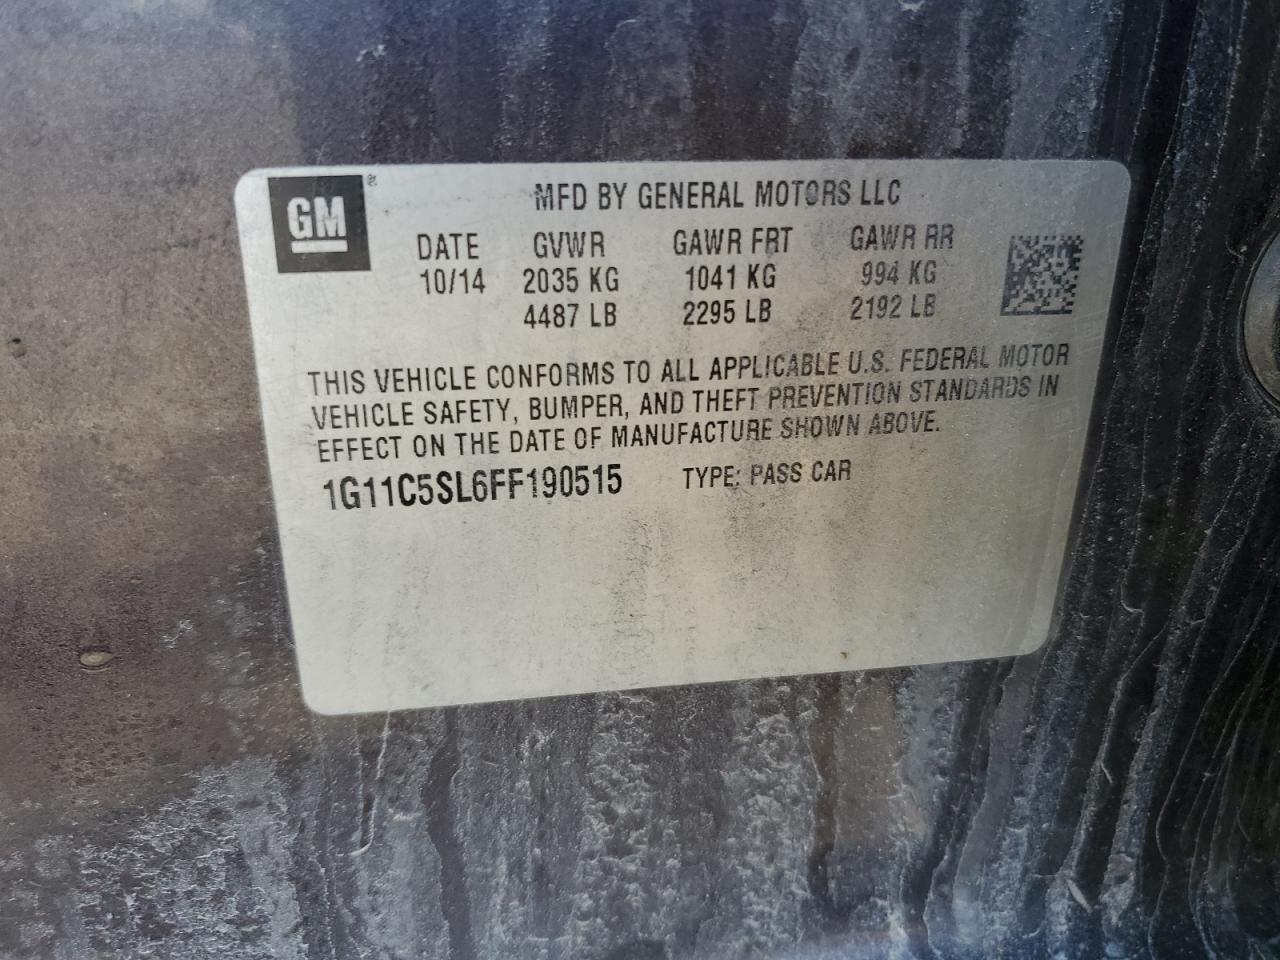 GM®
MFD BY GENERAL MOTORS LLC
DATE GVWR GAWR FRT GAWR RR
10/14 2035 KG 1041 KG 994 KG
4487 LB 2295 LB 2192 LB
THIS VEHICLE CONFORMS TO ALL APPLICABLE U.S. FEDERAL MOTOR
VEHICLE SAFETY, BUMPER, AND THEFT PREVENTION STANDARDS IN
EFFECT ON THE DATE OF MANUFACTURE SHOWN ABOVE.
1G11C5SL6FF190515 TYPE: PASS CAR